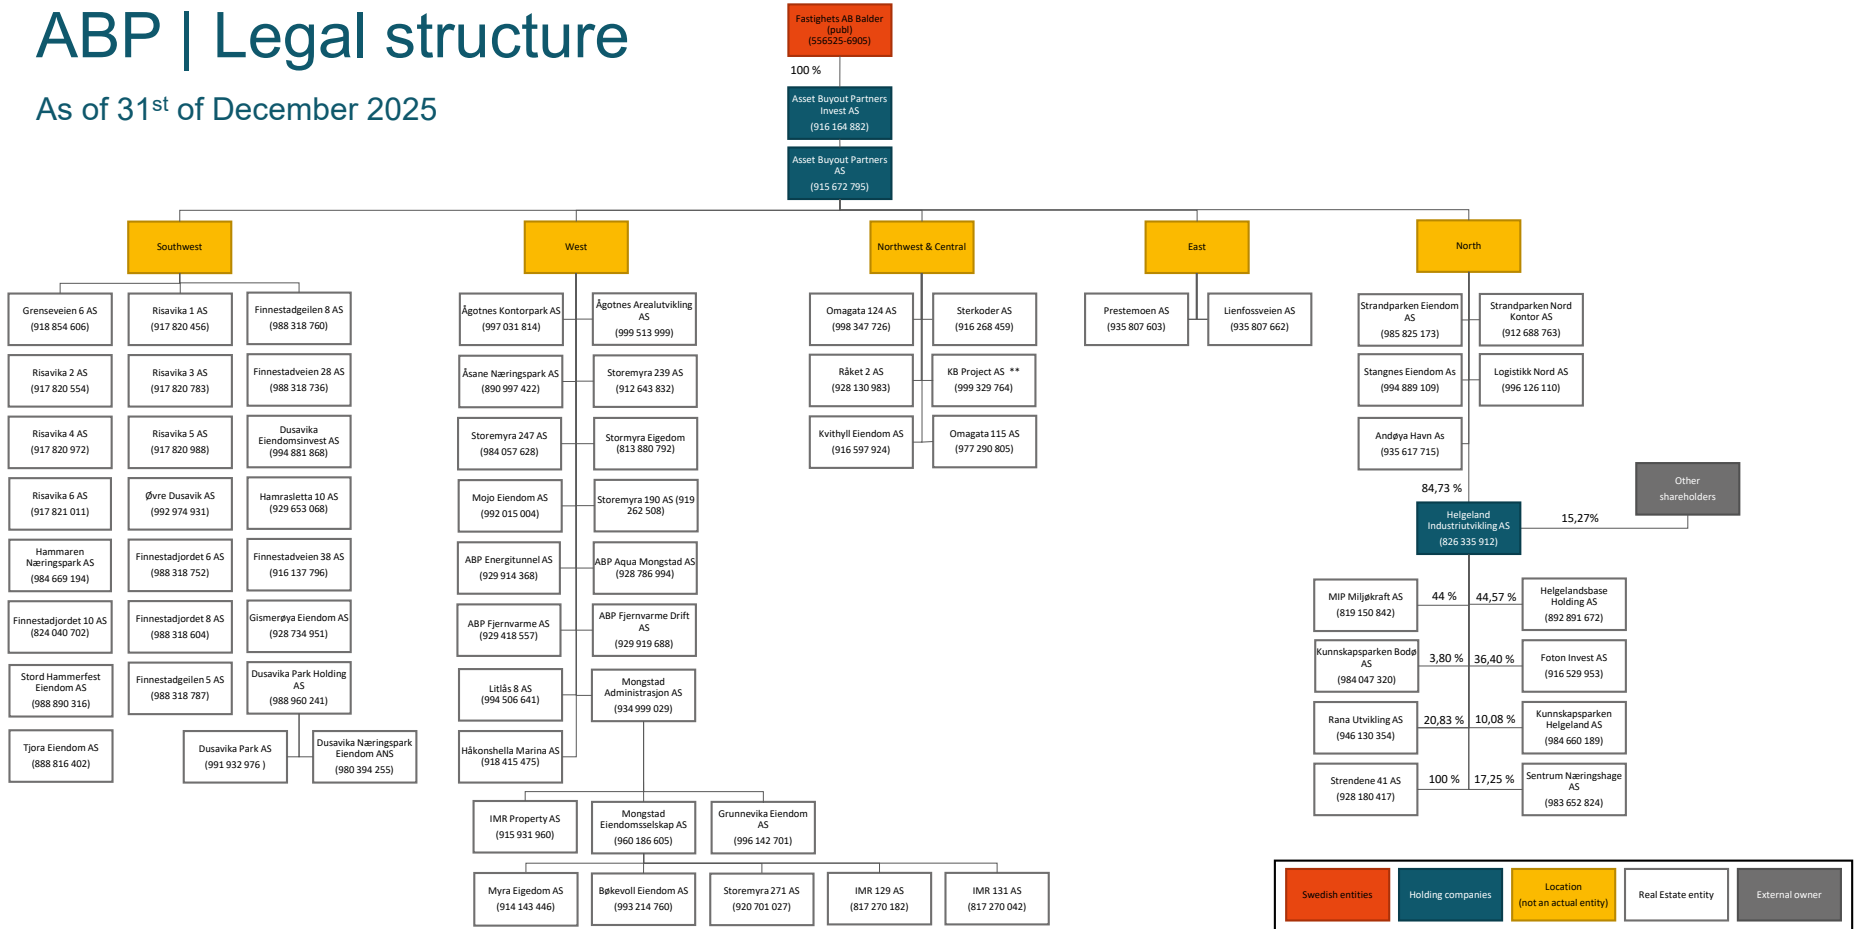 ABP | Legal structure
As of 31st of December 2025
Fastighets AB Balder
(publ)
(556525-6905)
100 %
Asset Buyout Partners
Invest AS
(916 164 882)
Asset Buyout Partners
AS
(915 672 795)
Southwest
West
Northwest & Central
East
North
Grenseveien 6 AS
(918 854 606)
Risavika 1 AS
(917 820 456)
Finnestadgeilen 8 AS
(988 318 760)
Risavika 2 AS
(917 820 554)
Risavika 3 AS
(917 820 783)
Finnestadveien 28 AS
(988 318 736)
Risavika 4 AS
(917 820 972)
Risavika 5 AS
(917 820 988)
Dusavika
Eiendomsinvest AS
(994 881 868)
Risavika 6 AS
(917 821 011)
Øvre Dusavik AS
(992 974 931)
Hamrasletta 10 AS
(929 653 068)
Hammaren
Næringspark AS
(984 669 194)
Finnestadjordet 6 AS
(988 318 752)
Finnestadveien 38 AS
(916 137 796)
Finnestadjordet 10 AS
(824 040 702)
Finnestadjordet 8 AS
(988 318 604)
Gismerøya Eiendom AS
(928 734 951)
Stord Hammerfest
Eiendom AS
(988 890 316)
Finnestadgeilen 5 AS
(988 318 787)
Dusavika Park Holding
AS
(988 960 241)
Tjora Eiendom AS
(888 816 402)
Dusavika Park AS
(991 932 976 )
Dusavika Næringspark
Eiendom ANS
(980 394 255)
Ågotnes Kontorpark AS
(997 031 814)
Ågotnes Arealutvikling
AS
(999 513 999)
Åsane Næringspark AS
(890 997 422)
Storemyra 239 AS
(912 643 832)
Storemyra 247 AS
(984 057 628)
Stormyra Eigedom
(813 880 792)
Mojo Eiendom AS
(992 015 004)
Storemyra 190 AS (919
262 508)
ABP Energitunnel AS
(929 914 368)
ABP Aqua Mongstad AS
(928 786 994)
ABP Fjernvarme AS
(929 418 557)
ABP Fjernvarme Drift
AS
(929 919 688)
Litlås 8 AS
(994 506 641)
Mongstad
Administrasjon AS
(934 999 029)
Håkonshella Marina AS
(918 415 475)
IMR Property AS
(915 931 960)
Mongstad
Eiendomsselskap AS
(960 186 605)
Grunnevika Eiendom
AS
(996 142 701)
Myra Eigedom AS
(914 143 446)
Bøkevoll Eiendom AS
(993 214 760)
Storemyra 271 AS
(920 701 027)
IMR 129 AS
(817 270 182)
IMR 131 AS
(817 270 042)
Omagata 124 AS
(998 347 726)
Sterkoder AS
(916 268 459)
Råket 2 AS
(928 130 983)
KB Project AS **
(999 329 764)
Kvithyll Eiendom AS
(916 597 924)
Omagata 115 AS
(977 290 805)
Prestemoen AS
(935 807 603)
Lienfossveien AS
(935 807 662)
Strandparken Eiendom
AS
(985 825 173)
Strandparken Nord
Kontor AS
(912 688 763)
Stangnes Eiendom As
(994 889 109)
Logistikk Nord AS
(996 126 110)
Andøya Havn As
(935 617 715)
84,73 %
Helgeland
Industriutvikling AS
(826 335 912)
15,27%
Other
shareholders
MIP Miljøkraft AS
(819 150 842)
44 %
44,57 %
Helgelandsbase
Holding AS
(892 891 672)
Kunnskapsparken Bodø
AS
(984 047 320)
3,80 %
36,40 %
Foton Invest AS
(916 529 953)
Rana Utvikling AS
(946 130 354)
20,83 %
10,08 %
Kunnskapsparken
Helgeland AS
(984 660 189)
Strendene 41 AS
(928 180 417)
100 %
17,25 %
Sentrum Næringshage
AS
(983 652 824)
Swedish entities
Holding companies
Location
(not an actual entity)
Real Estate entity
External owner